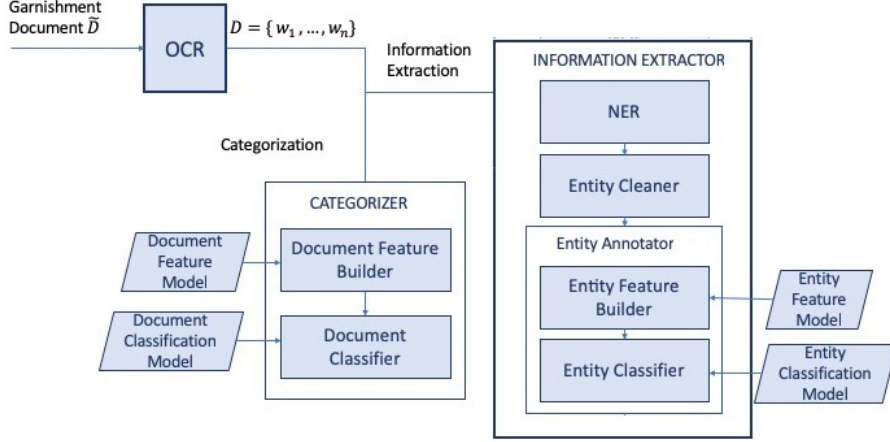 Garnishment
Document D̃
OCR
D = { w₁ , ..., wₙ}
Information
Extraction
Categorization
CATEGORIZER
Document Feature
Builder
Document
Classifier
Document
Feature
Model
Document
Classification
Model
INFORMATION EXTRACTOR
NER
Entity Cleaner
Entity Annotator
Entity Feature
Builder
Entity Classifier
Entity
Feature
Model
Entity
Classification
Model